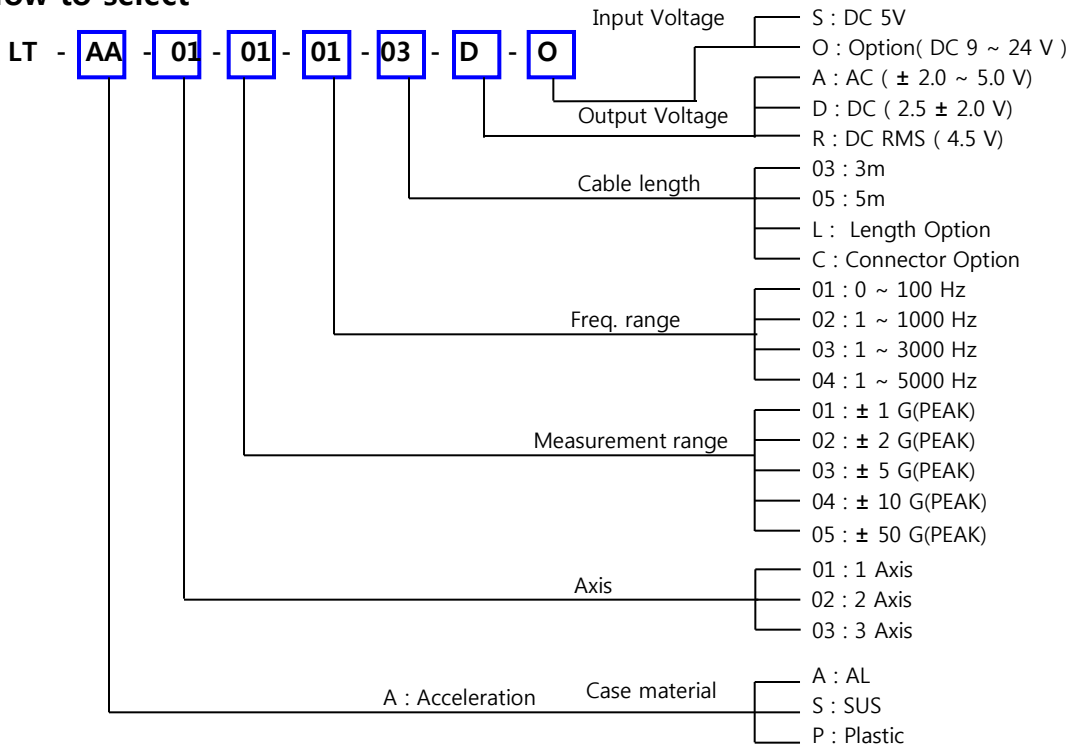 how to select
LT - AA - 01 - 01 - 01 - 03 - D - O
Input Voltage
S : DC 5V
O : Option( DC 9 ~ 24 V )
Output Voltage
A : AC ( ± 2.0 ~ 5.0 V)
D : DC ( 2.5 ± 2.0 V)
R : DC RMS ( 4.5 V)
Cable length
03 : 3m
05 : 5m
L : Length Option
C : Connector Option
Freq. range
01 : 0 ~ 100 Hz
02 : 1 ~ 1000 Hz
03 : 1 ~ 3000 Hz
04 : 1 ~ 5000 Hz
Measurement range
01 : ± 1 G(PEAK)
02 : ± 2 G(PEAK)
03 : ± 5 G(PEAK)
04 : ± 10 G(PEAK)
05 : ± 50 G(PEAK)
Axis
01 : 1 Axis
02 : 2 Axis
03 : 3 Axis
A : Acceleration
Case material
A : AL
S : SUS
P : Plastic